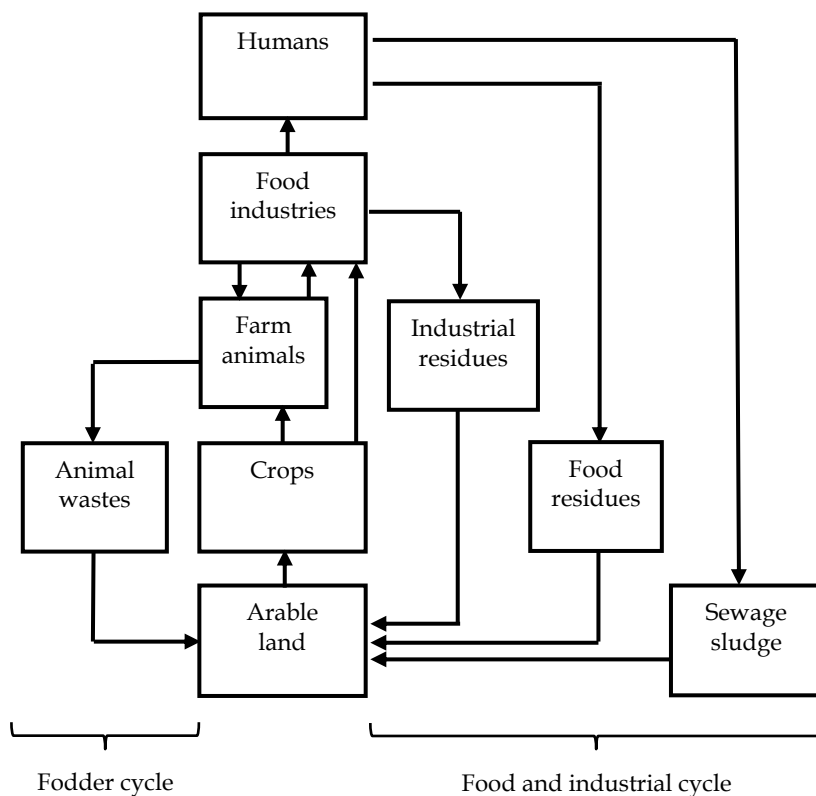 Humans
Food
industries
Farm
animals
Industrial
residues
Animal
wastes
Crops
Food
residues
Arable
land
Sewage
sludge
Fodder cycle
Food and industrial cycle